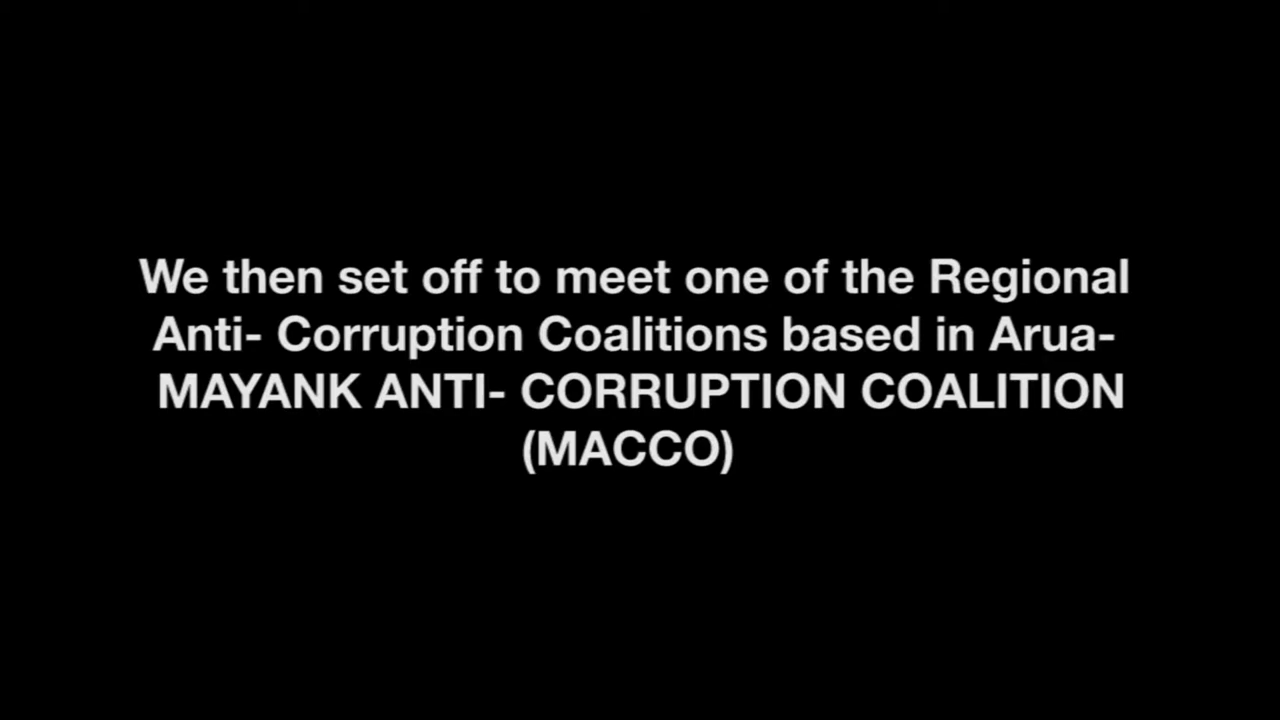 We then set off to meet one of the Regional
Anti- Corruption Coalitions based in Arua-
MAYANK ANTI- CORRUPTION COALITION
(MACCO)